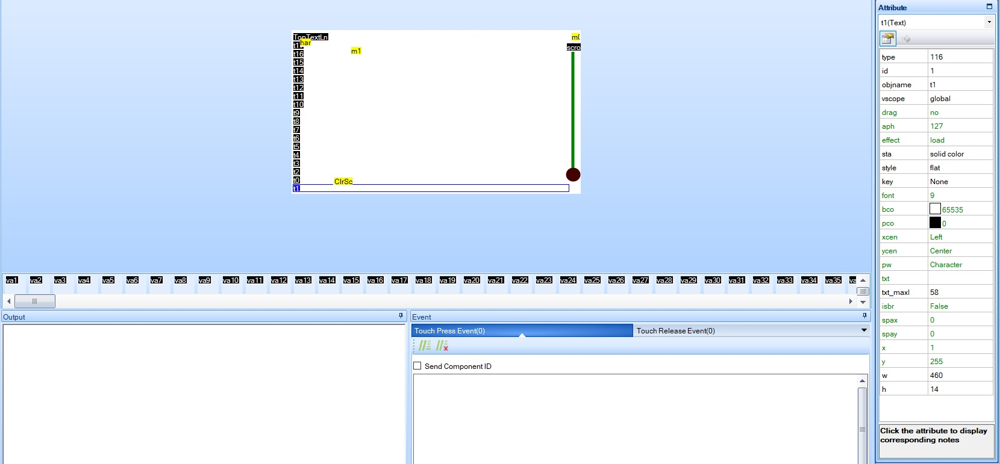 Attribute
t1(Text)
TopTextLn
m0
har
m1
scro
t16
t15
t14
t13
t12
t11
t10
t9
t8
t7
t6
t5
t4
t3
t2
t0
ClrSc
t1
type 116
id 1
objname t1
vscope global
drag no
aph 127
effect load
sta solid color
style flat
key None
font 9
bco 65535
pco 0
xcen Left
ycen Center
pw Character
txt
txt_maxl 58
isbr False
spax 0
spay 0
x 1
y 255
w 460
h 14
Click the attribute to display
corresponding notes
va1 va2 va3 va4 va5 va6 va7 va8 va9 va10 va11 va12 va13 va14 va15 va16 va17 va18 va19 va20 va21 va22 va23 va24 va25 va26 va27 va28 va29 va30 va31 va32 va33 va34 va35 va
Output
Event
Touch Press Event(0) Touch Release Event(0)
Send Component ID